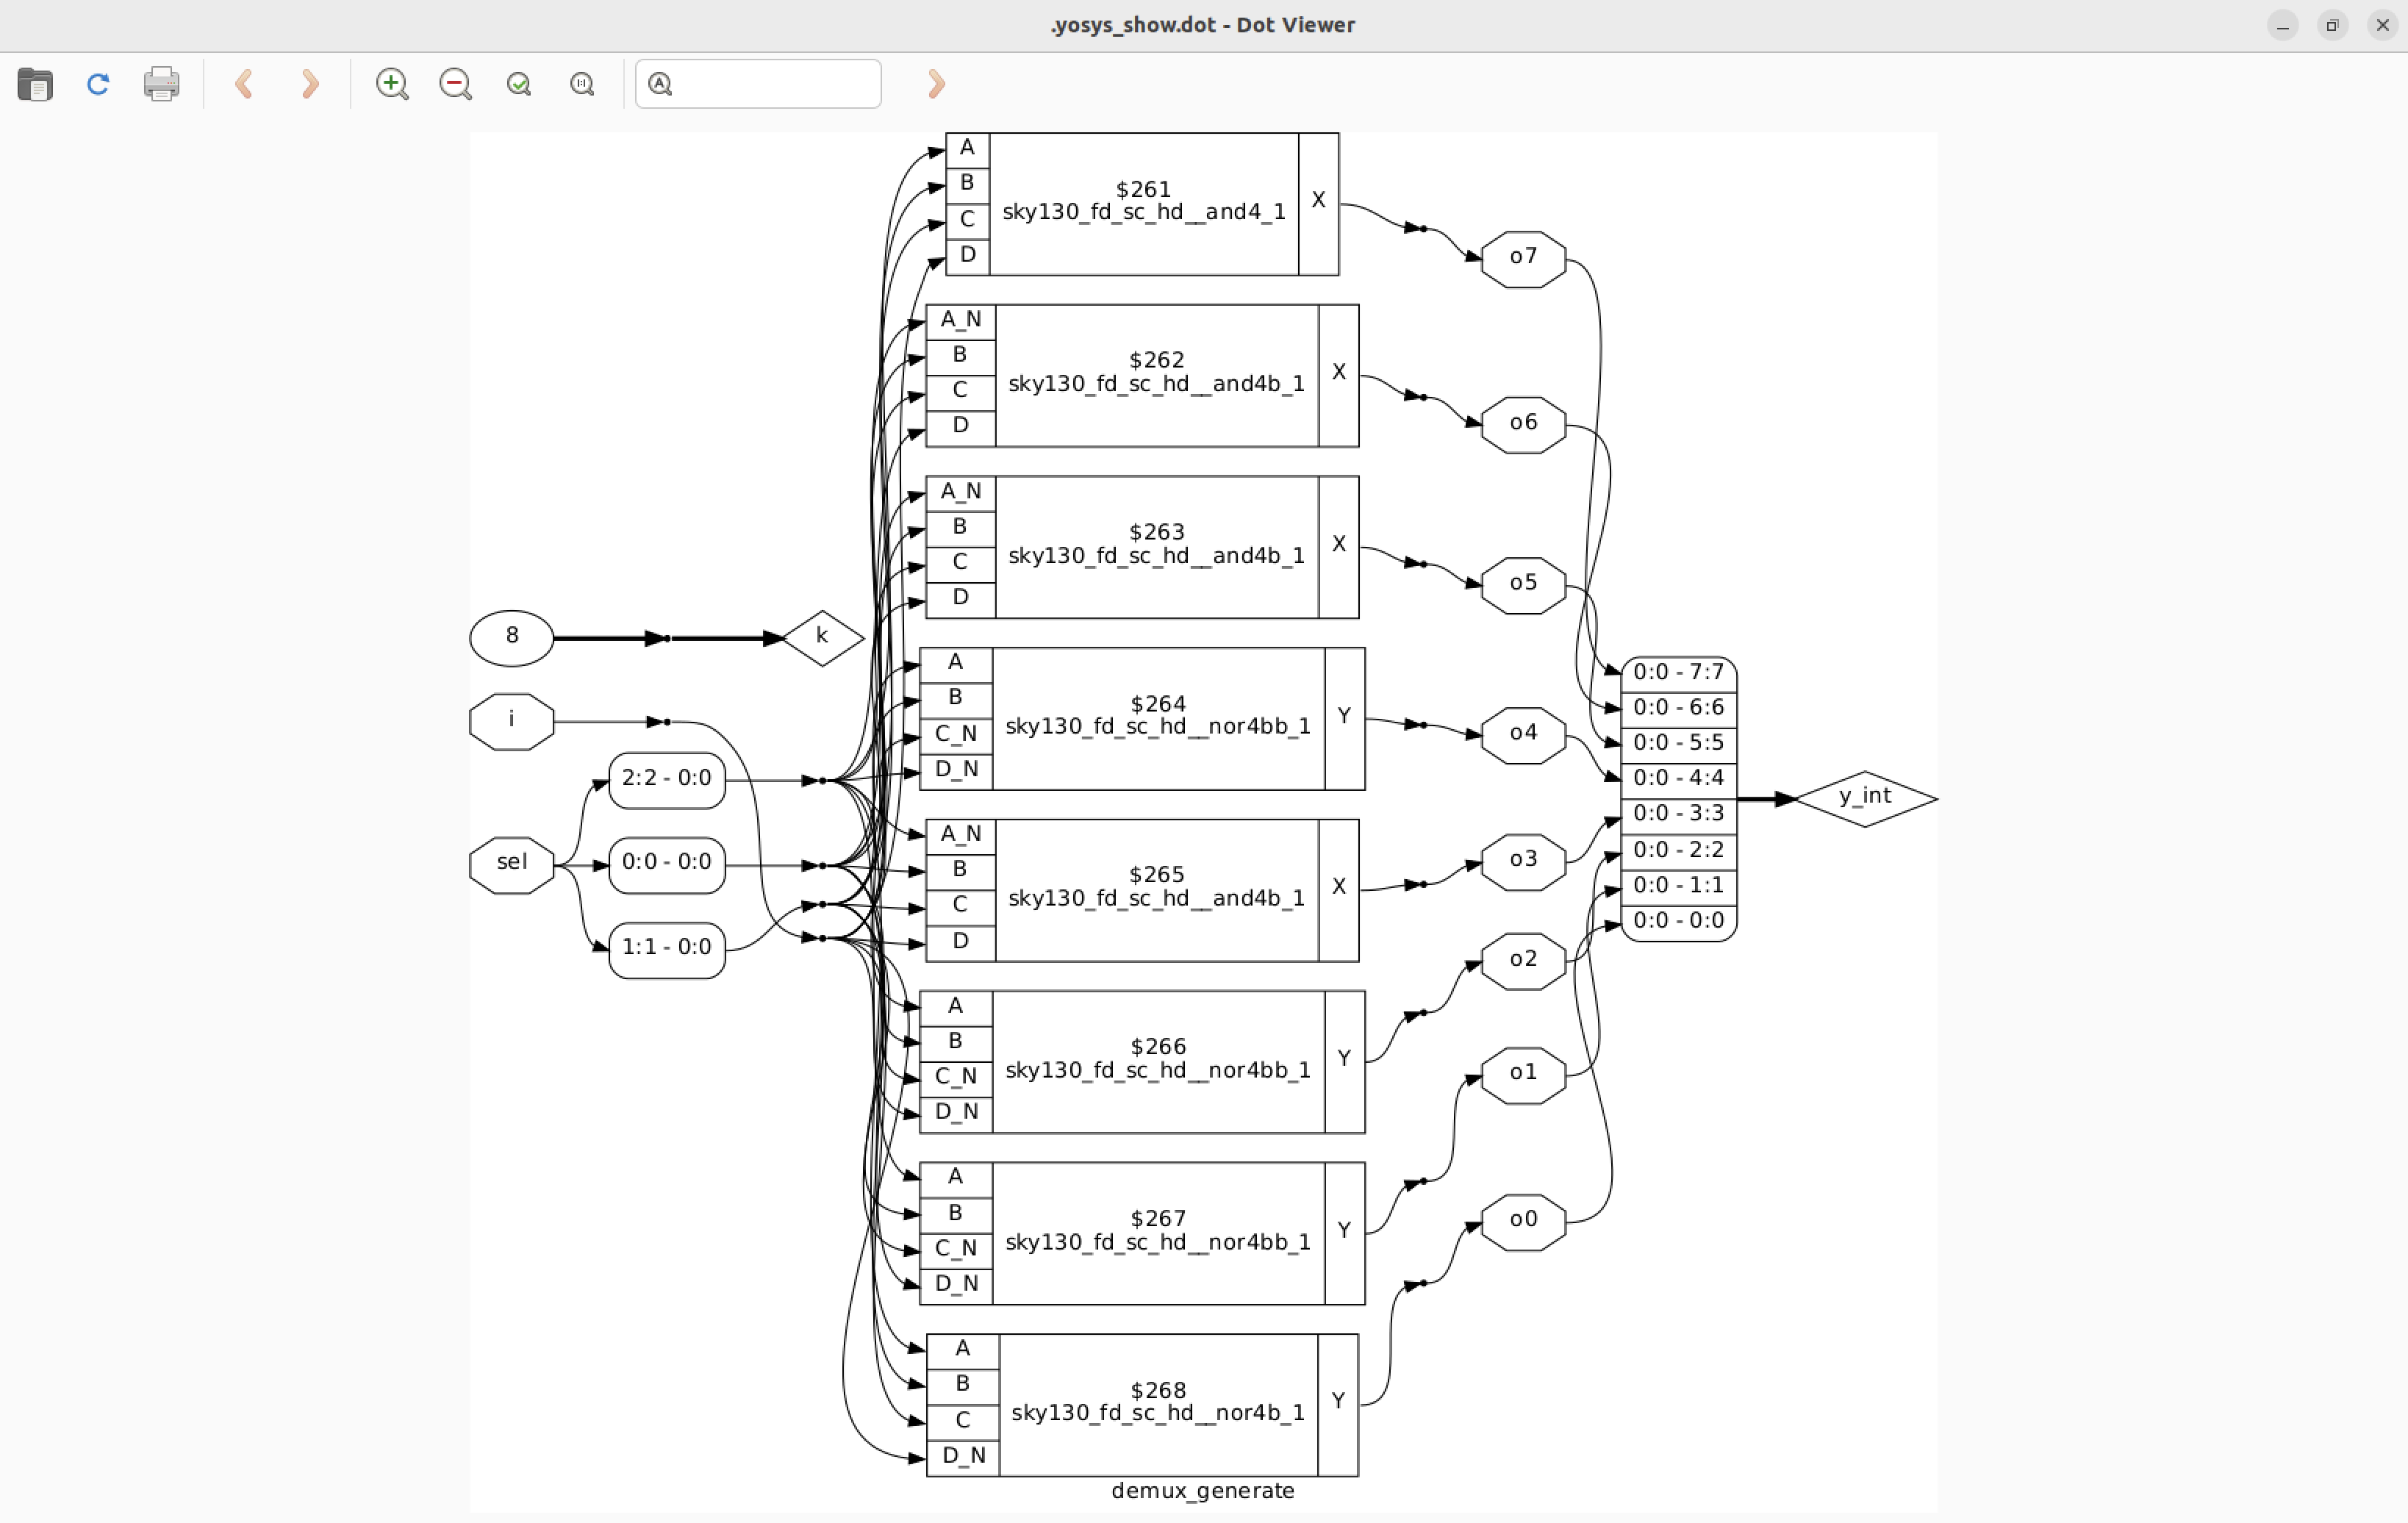 .yosys_show.dot - Dot Viewer
A
B
C
D
$261
sky130_fd_sc_hd__and4_1
X
o7
A_N
B
C
D
$262
sky130_fd_sc_hd__and4b_1
X
o6
A_N
B
C
D
$263
sky130_fd_sc_hd__and4b_1
X
o5
8
k
i
sel
2:2 - 0:0
0:0 - 0:0
1:1 - 0:0
A
B
C_N
D_N
$264
sky130_fd_sc_hd__nor4bb_1
Y
o4
A_N
B
C
D
$265
sky130_fd_sc_hd__and4b_1
X
o3
A
B
C_N
D_N
$266
sky130_fd_sc_hd__nor4bb_1
Y
o2
A
B
C_N
D_N
$267
sky130_fd_sc_hd__nor4bb_1
Y
o1
A
B
C
D_N
$268
sky130_fd_sc_hd__nor4b_1
Y
o0
0:0 - 7:7
0:0 - 6:6
0:0 - 5:5
0:0 - 4:4
0:0 - 3:3
0:0 - 2:2
0:0 - 1:1
0:0 - 0:0
y_int
demux_generate